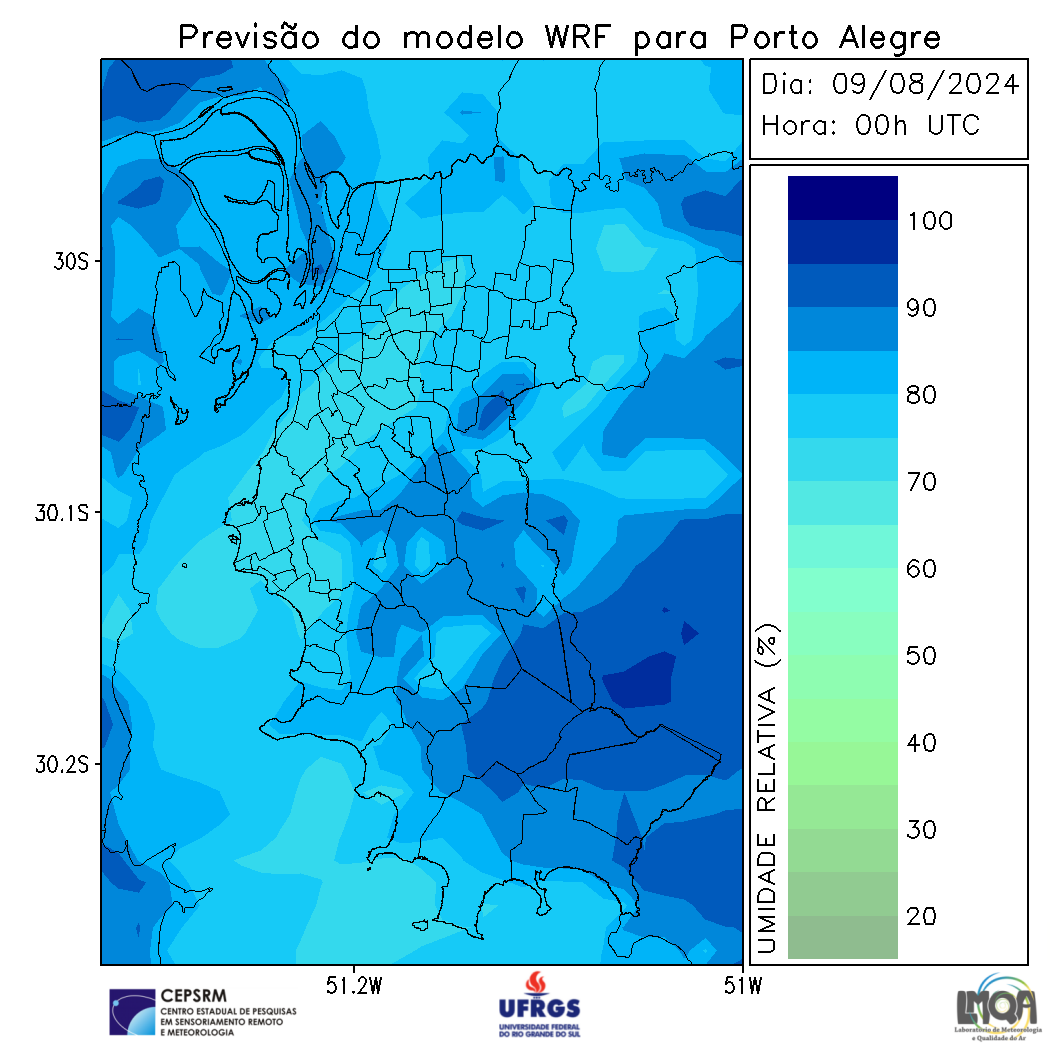 Previsão do modelo WRF para Porto Alegre
Dia: 09/08/2024
Hora: 00h UTC
30S
30.1S
30.2S
51.2W
51W
100
90
80
70
60
50
40
30
20
UMIDADE RELATIVA (%)
CEPSRM
CENTRO ESTADUAL DE PESQUISAS
EM SENSORIAMENTO REMOTO
E METEOROLOGIA
UFRGS
UNIVERSIDADE FEDERAL
DO RIO GRANDE DO SUL
LMQA
Laboratório de Meteorologia
e Qualidade do Ar